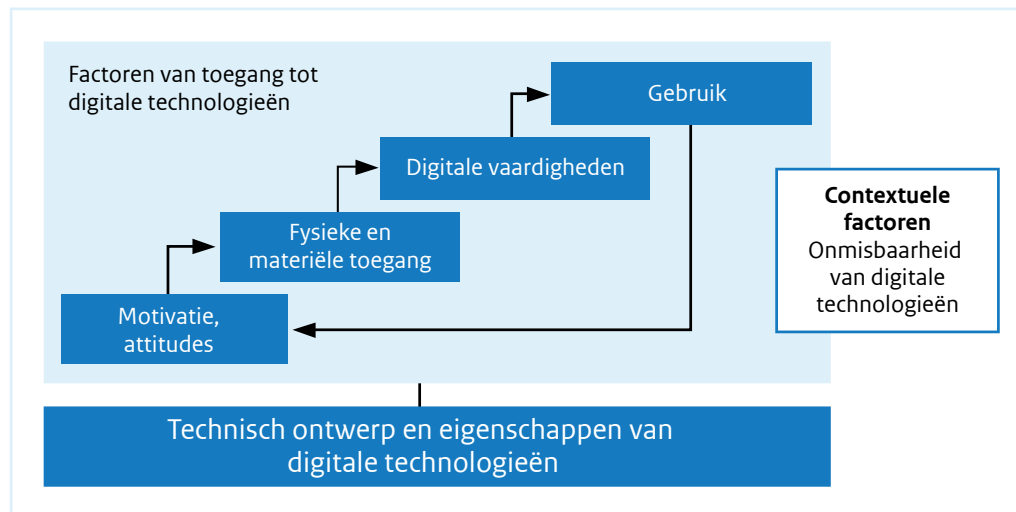 Factoren van toegang tot
digitale technologieën
Gebruik
Digitale vaardigheden
Fysieke en
materiële toegang
Motivatie,
attitudes
Contextuele
factoren
Onmisbaarheid
van digitale
technologieën
Technisch ontwerp en eigenschappen van
digitale technologieën